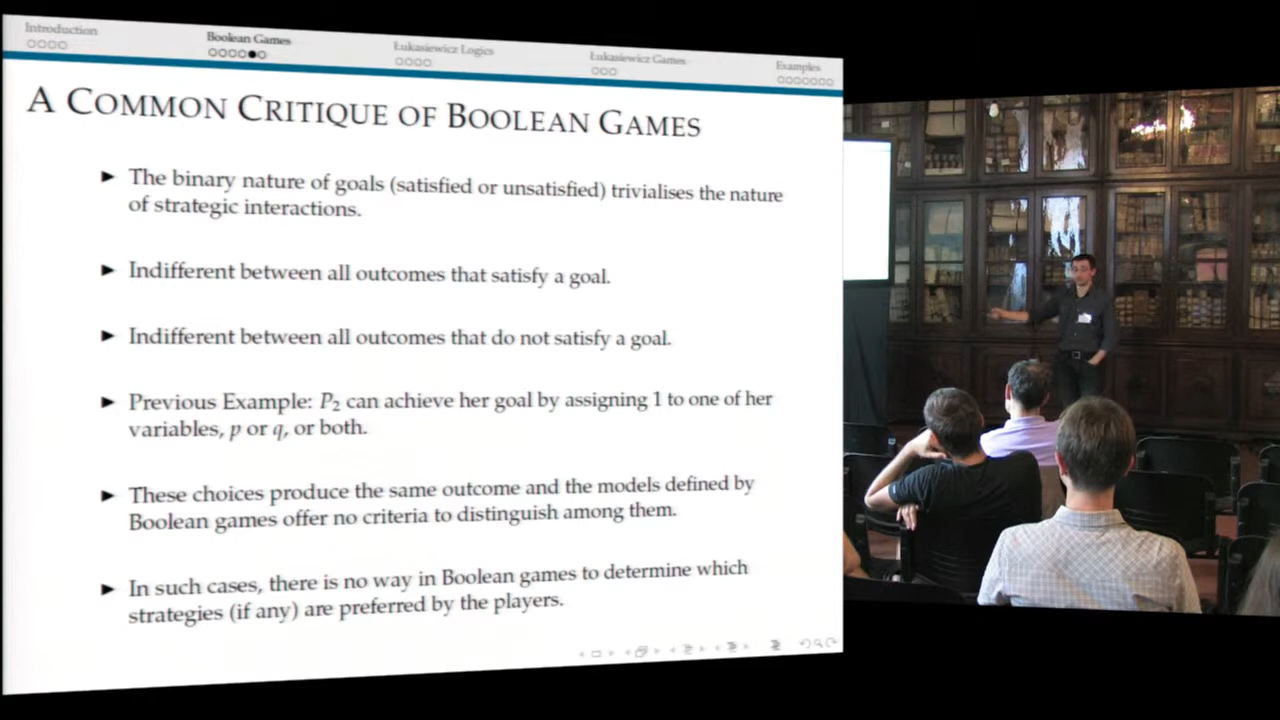 Introduction
Boolean Games
Łukasiewicz Logics
Łukasiewicz Games
Examples
A COMMON CRITIQUE OF BOOLEAN GAMES
► The binary nature of goals (satisfied or unsatisfied) trivialises the nature
of strategic interactions.
► Indifferent between all outcomes that satisfy a goal.
► Indifferent between all outcomes that do not satisfy a goal.
► Previous Example: P₂ can achieve her goal by assigning 1 to one of her
variables, p or q, or both.
► These choices produce the same outcome and the models defined by
Boolean games offer no criteria to distinguish among them.
► In such cases, there is no way in Boolean games to determine which
strategies (if any) are preferred by the players.